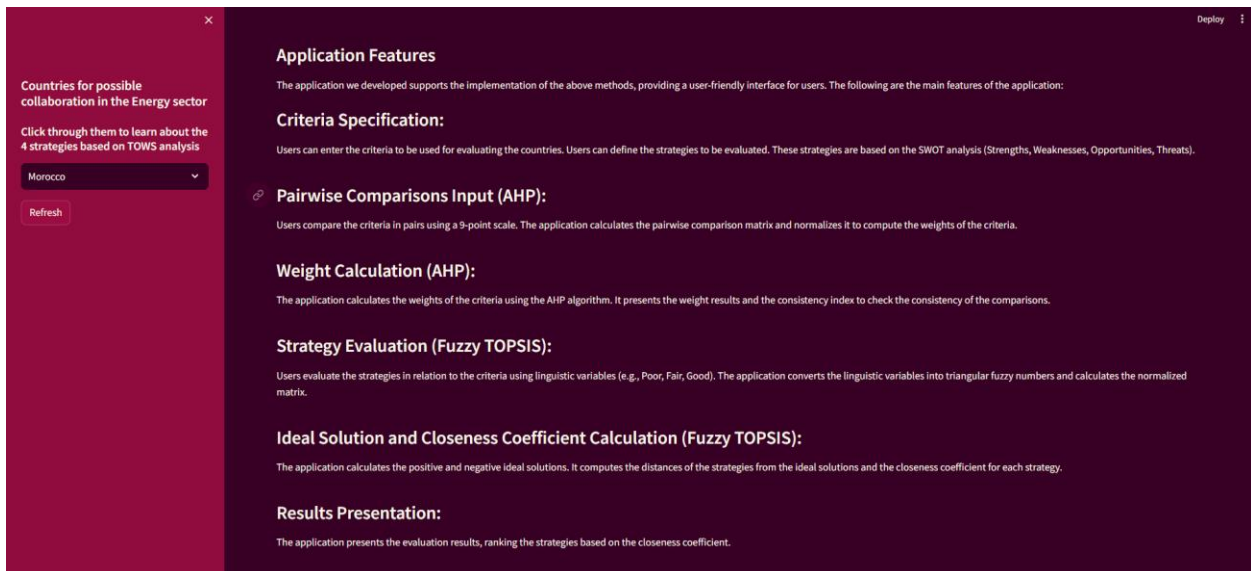 Deploy
Countries for possible
collaboration in the Energy sector
Click through them to learn about the
4 strategies based on TOWS analysis
Morocco
Refresh
Application Features
The application we developed supports the implementation of the above methods, providing a user-friendly interface for users. The following are the main features of the application:
Criteria Specification:
Users can enter the criteria to be used for evaluating the countries. Users can define the strategies to be evaluated. These strategies are based on the SWOT analysis (Strengths, Weaknesses, Opportunities, Threats).
Pairwise Comparisons Input (AHP):
Users compare the criteria in pairs using a 9-point scale. The application calculates the pairwise comparison matrix and normalizes it to compute the weights of the criteria.
Weight Calculation (AHP):
The application calculates the weights of the criteria using the AHP algorithm. It presents the weight results and the consistency index to check the consistency of the comparisons.
Strategy Evaluation (Fuzzy TOPSIS):
Users evaluate the strategies in relation to the criteria using linguistic variables (e.g., Poor, Fair, Good). The application converts the linguistic variables into triangular fuzzy numbers and calculates the normalized
matrix.
Ideal Solution and Closeness Coefficient Calculation (Fuzzy TOPSIS):
The application calculates the positive and negative ideal solutions. It computes the distances of the strategies from the ideal solutions and the closeness coefficient for each strategy.
Results Presentation:
The application presents the evaluation results, ranking the strategies based on the closeness coefficient.